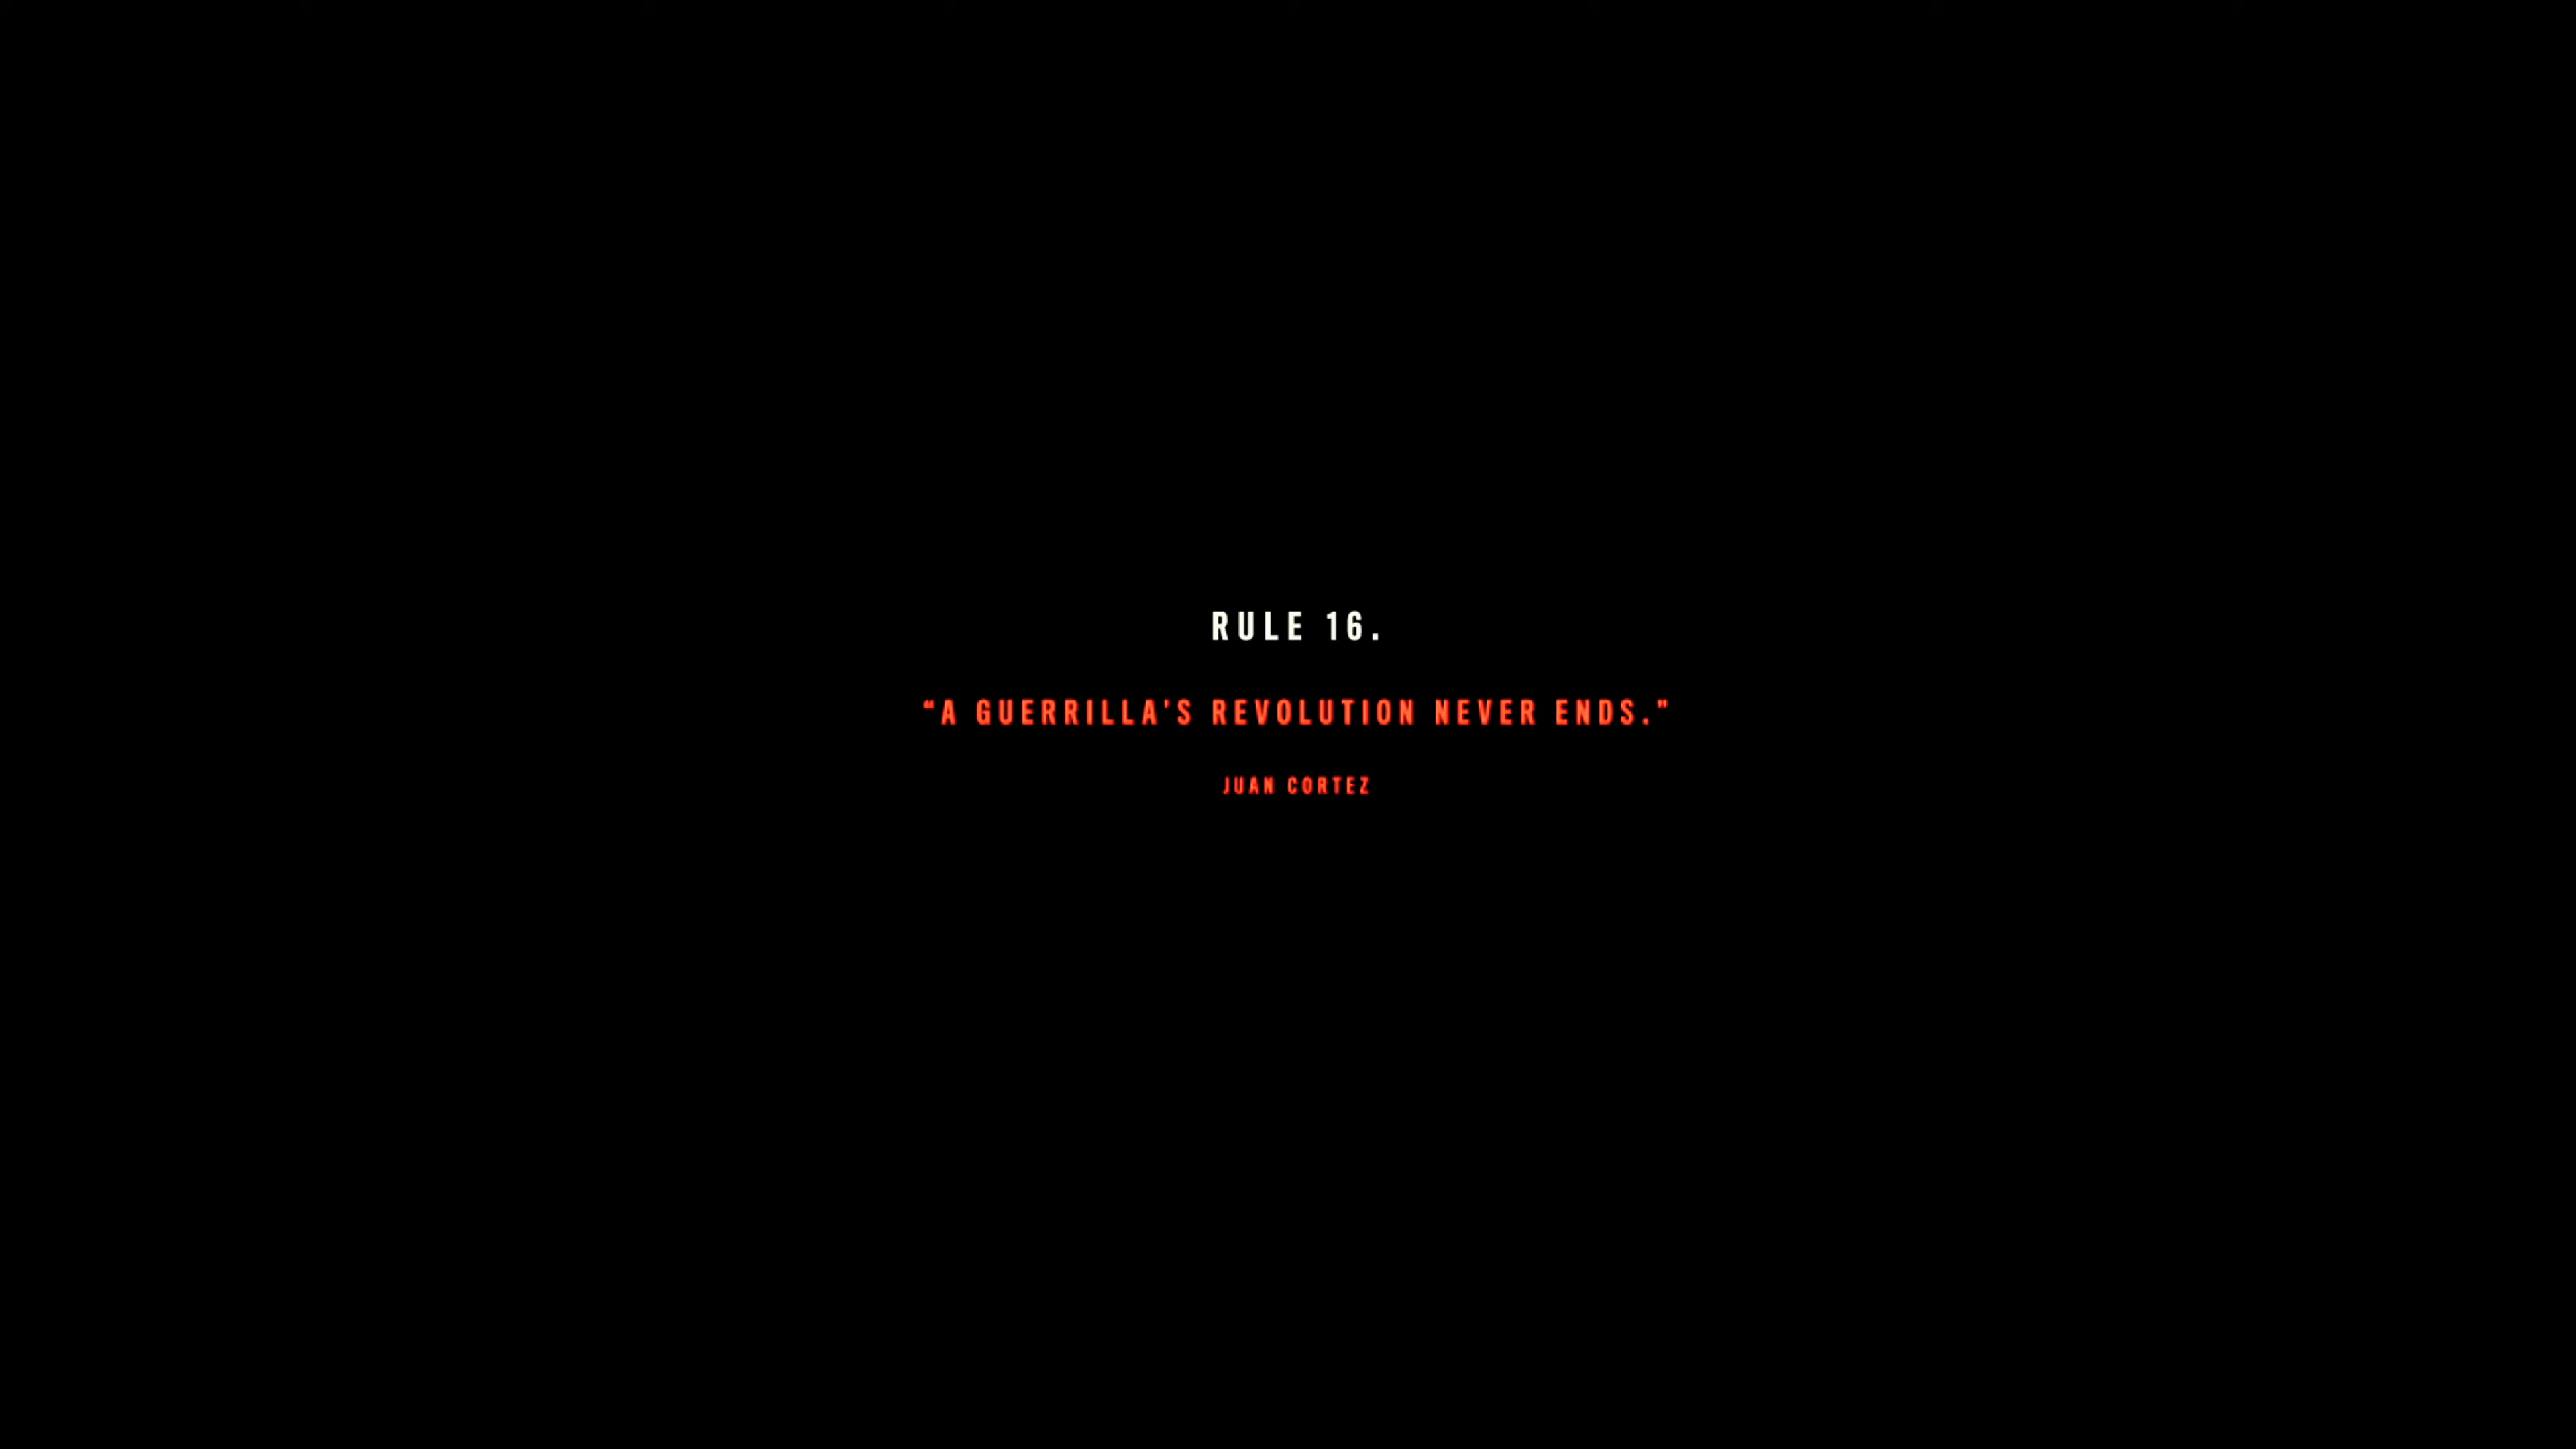 RULE 16.
“A GUERRILLA'S REVOLUTION NEVER ENDS.”
JUAN CORTEZ